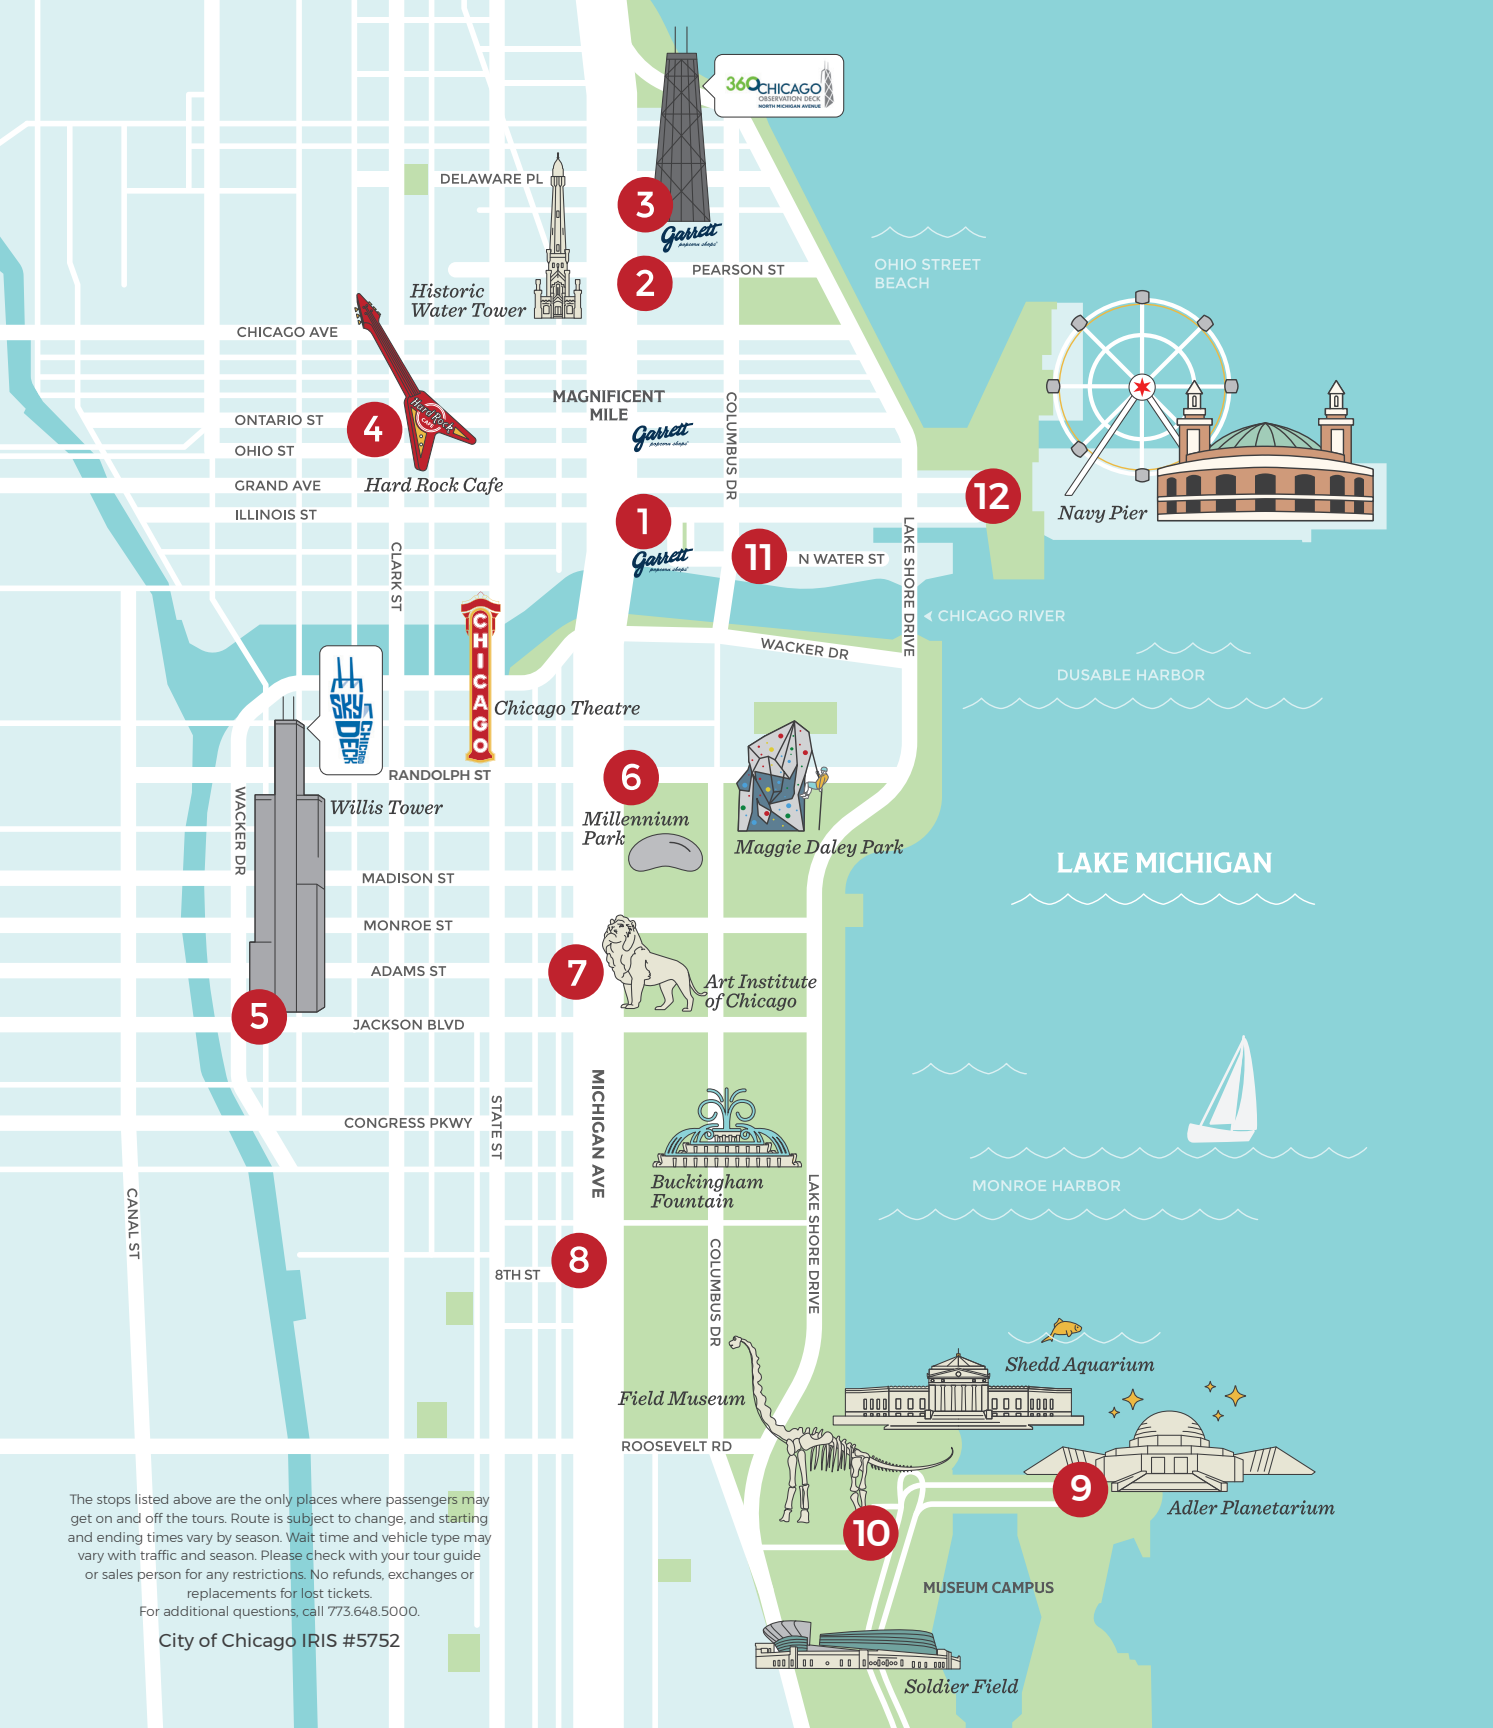 360 CHICAGO
OBSERVATION DECK
NORTH MICHIGAN AVENUE
DELAWARE PL
3
Garrett
popcorn shops
2
PEARSON ST
OHIO STREET
BEACH
Historic
Water Tower
CHICAGO AVE
MAGNIFICENT
MILE
COLUMBUS DR
Hard Rock
CAFE
ONTARIO ST
4
Garrett
popcorn shops
OHIO ST
GRAND AVE
Hard Rock Cafe
12
Navy Pier
ILLINOIS ST
1
Garrett
popcorn shops
11
N WATER ST
LAKE SHORE DRIVE
CLARK ST
CHICAGO RIVER
CHICAGO
WACKER DR
DUSABLE HARBOR
SKYDECK
CHICAGO
Chicago Theatre
RANDOLPH ST
6
WACKER DR
Willis Tower
Millennium
Park
Maggie Daley Park
LAKE MICHIGAN
MADISON ST
MONROE ST
7
ADAMS ST
Art Institute
of Chicago
5
JACKSON BLVD
MICHIGAN AVE
STATE ST
CONGRESS PKWY
Buckingham
Fountain
MONROE HARBOR
CANAL ST
LAKE SHORE DRIVE
COLUMBUS DR
8
8TH ST
Shedd Aquarium
Field Museum
ROOSEVELT RD
9
Adler Planetarium
10
MUSEUM CAMPUS
Soldier Field
The stops listed above are the only places where passengers may
get on and off the tours. Route is subject to change, and starting
and ending times vary by season. Wait time and vehicle type may
vary with traffic and season. Please check with your tour guide
or sales person for any restrictions. No refunds, exchanges or
replacements for lost tickets.
For additional questions, call 773.648.5000.
City of Chicago IRIS #5752